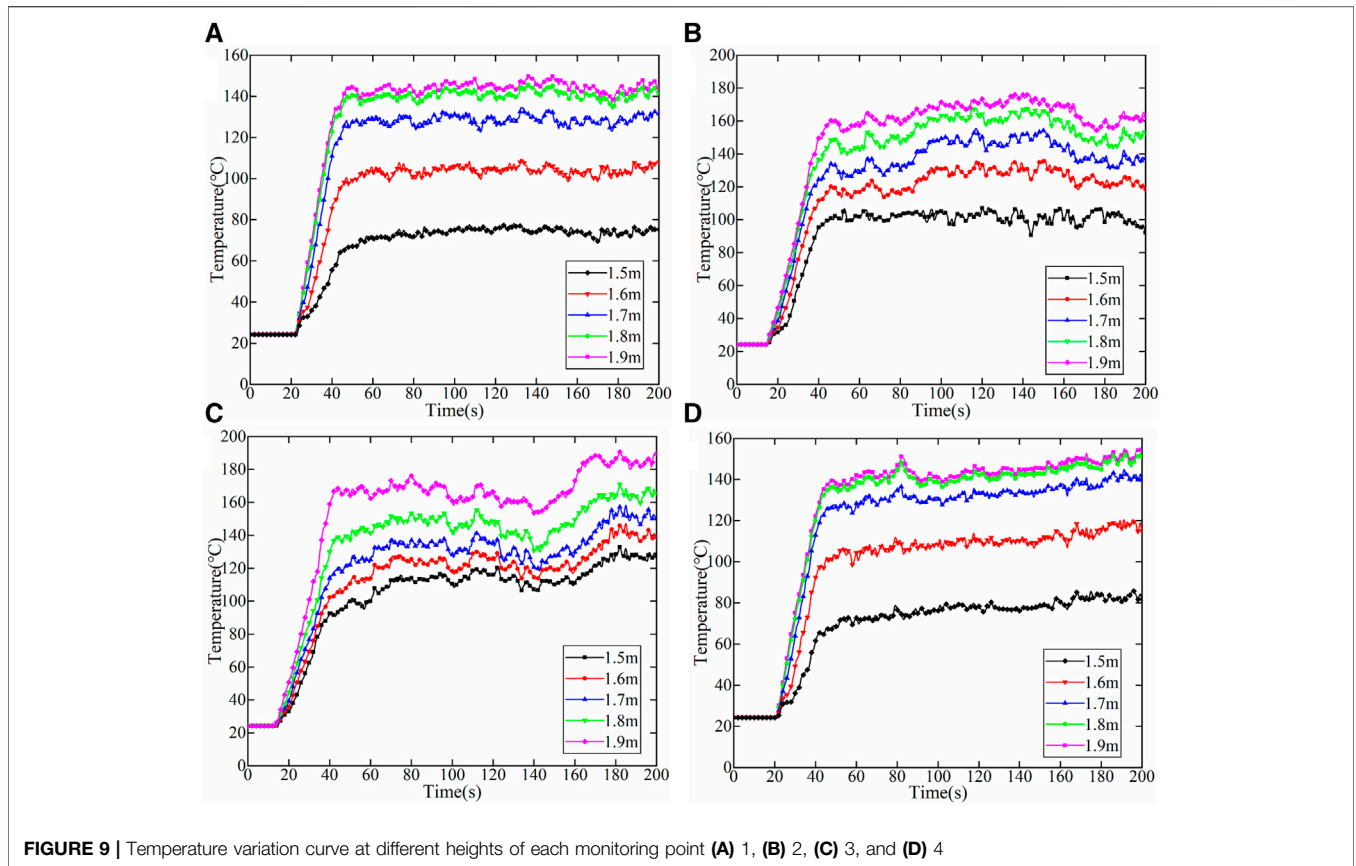 A
160
140
120
100
80
60
40
20
0
Temperature(℃)
0 20 40 60 80 100 120 140 160 180 200
Time(s)
1.5m
1.6m
1.7m
1.8m
1.9m
B
200
180
160
140
120
100
80
60
40
20
0
Temperature(℃)
0 20 40 60 80 100 120 140 160 180 200
Time(s)
1.5m
1.6m
1.7m
1.8m
1.9m
C
200
180
160
140
120
100
80
60
40
20
0
Temperature(℃)
0 20 40 60 80 100 120 140 160 180 200
Time(s)
1.5m
1.6m
1.7m
1.8m
1.9m
D
160
140
120
100
80
60
40
20
0
Temperature(℃)
0 20 40 60 80 100 120 140 160 180 200
Time(s)
1.5m
1.6m
1.7m
1.8m
1.9m
FIGURE 9 | Temperature variation curve at different heights of each monitoring point (A) 1, (B) 2, (C) 3, and (D) 4